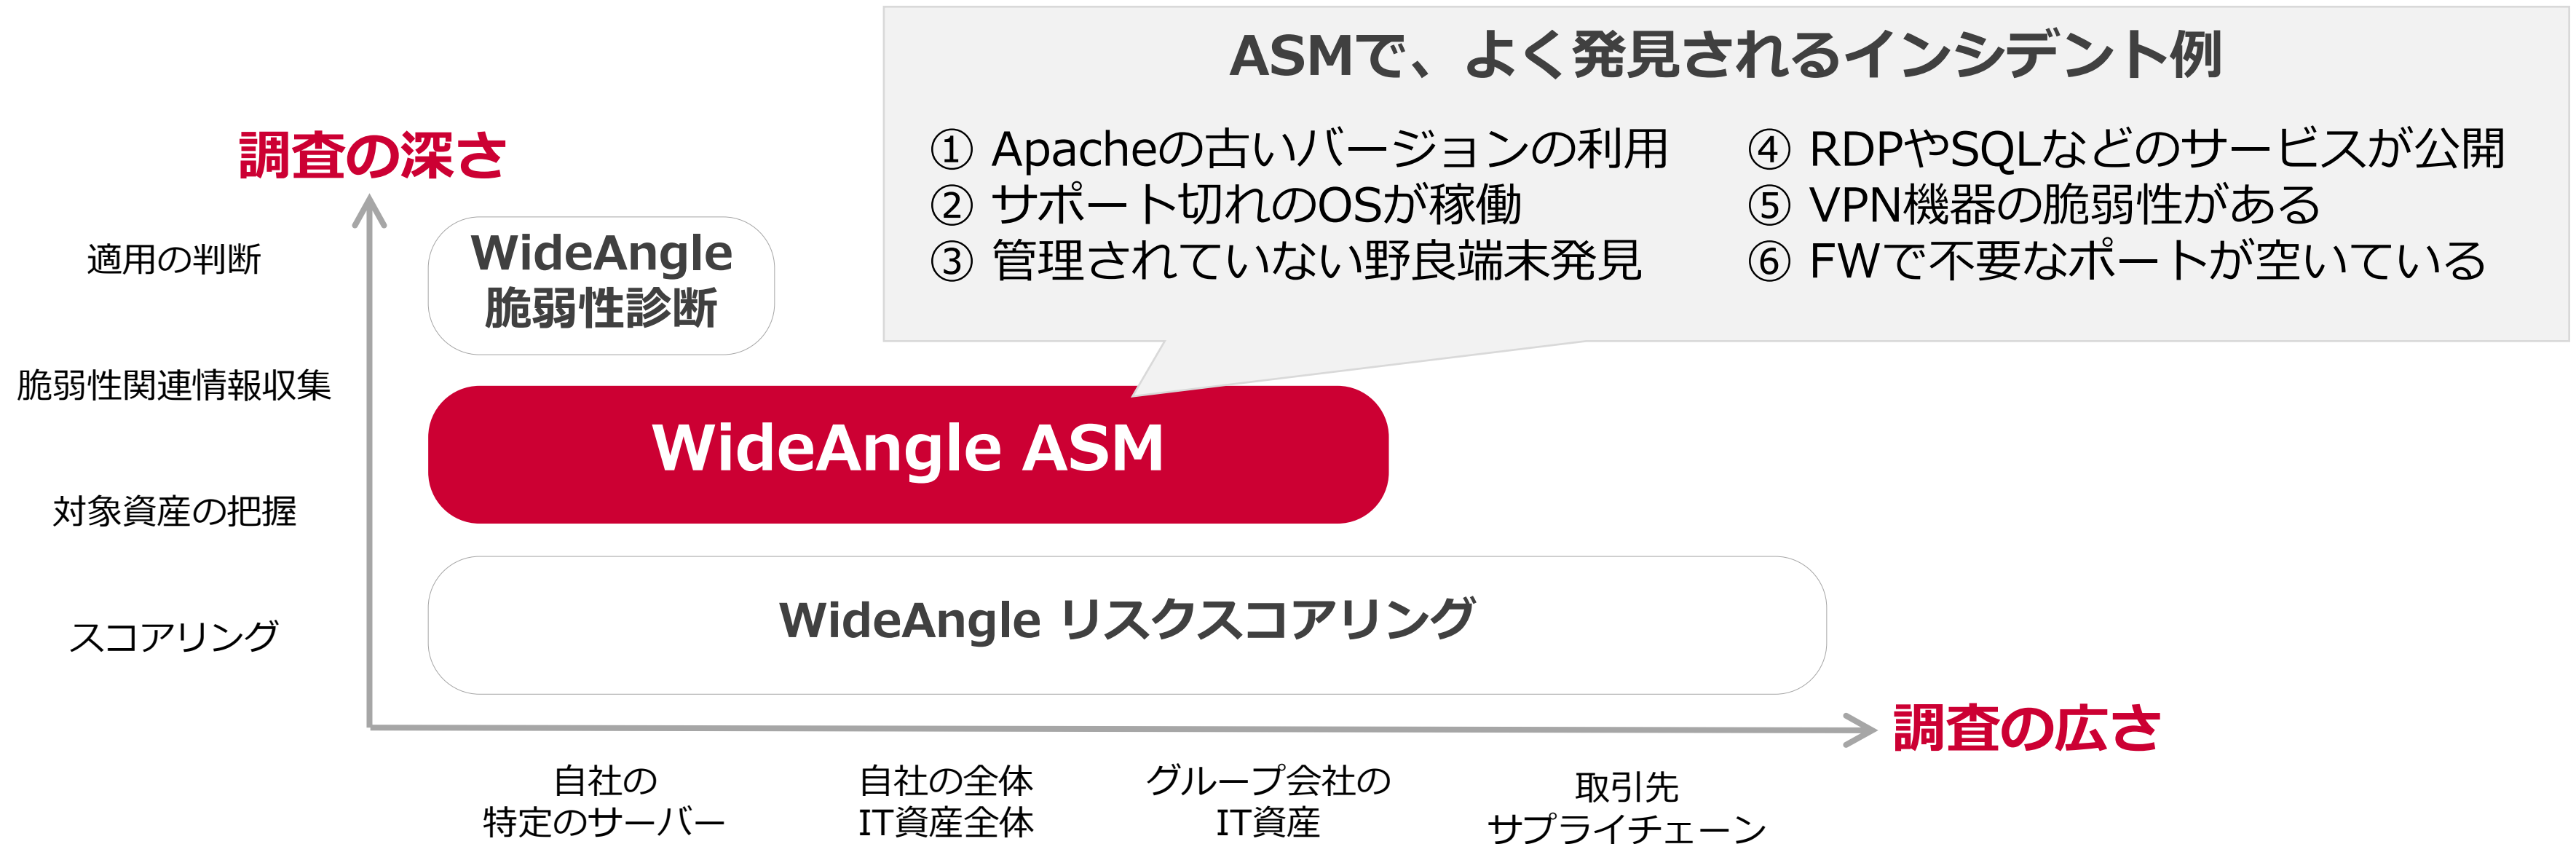 ASMで、よく発見されるインシデント例
① Apacheの古いバージョンの利用
② サポート切れのOSが稼働
③ 管理されていない野良端末発見
④ RDPやSQLなどのサービスが公開
⑤ VPN機器の脆弱性がある
⑥ FWで不要なポートが空いている
調査の深さ
適用の判断
脆弱性関連情報収集
対象資産の把握
スコアリング
WideAngle
脆弱性診断
WideAngle ASM
WideAngle リスクスコアリング
調査の広さ
自社の
特定のサーバー
自社の全体
IT資産全体
グループ会社の
IT資産
取引先
サプライチェーン